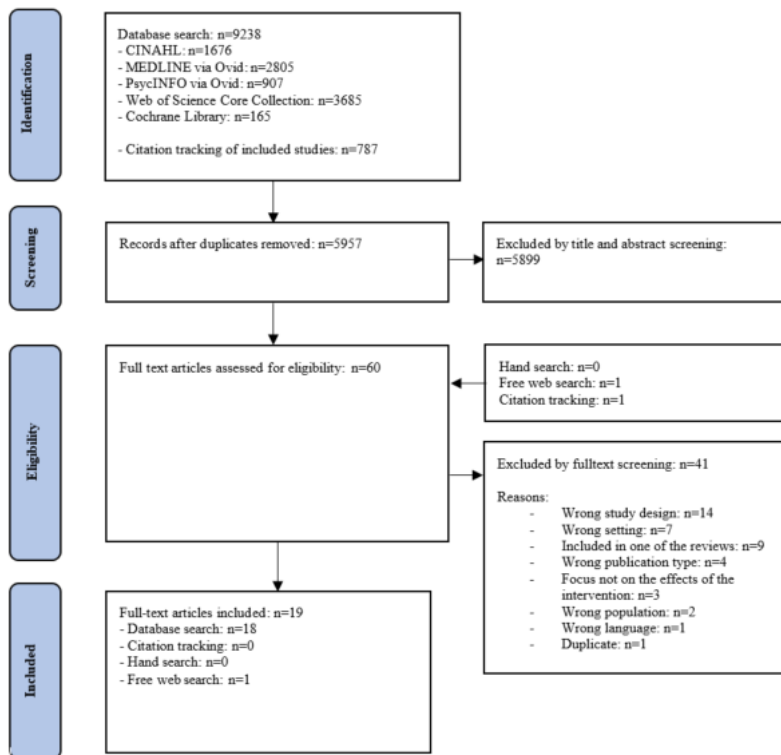 Identification
Database search: n=9238
- CINAHL: n=1676
- MEDLINE via Ovid: n=2805
- PsycINFO via Ovid: n=907
- Web of Science Core Collection: n=3685
- Cochrane Library: n=165
- Citation tracking of included studies: n=787
Screening
Records after duplicates removed: n=5957
Excluded by title and abstract screening:
n=5899
Eligibility
Full text articles assessed for eligibility: n=60
Hand search: n=0
Free web search: n=1
Citation tracking: n=1
Excluded by fulltext screening: n=41
Reasons:
- Wrong study design: n=14
- Wrong setting: n=7
- Included in one of the reviews: n=9
- Wrong publication type: n=4
- Focus not on the effects of the
intervention: n=3
- Wrong population: n=2
- Wrong language: n=1
- Duplicate: n=1
Included
Full-text articles included: n=19
- Database search: n=18
- Citation tracking: n=0
- Hand search: n=0
- Free web search: n=1